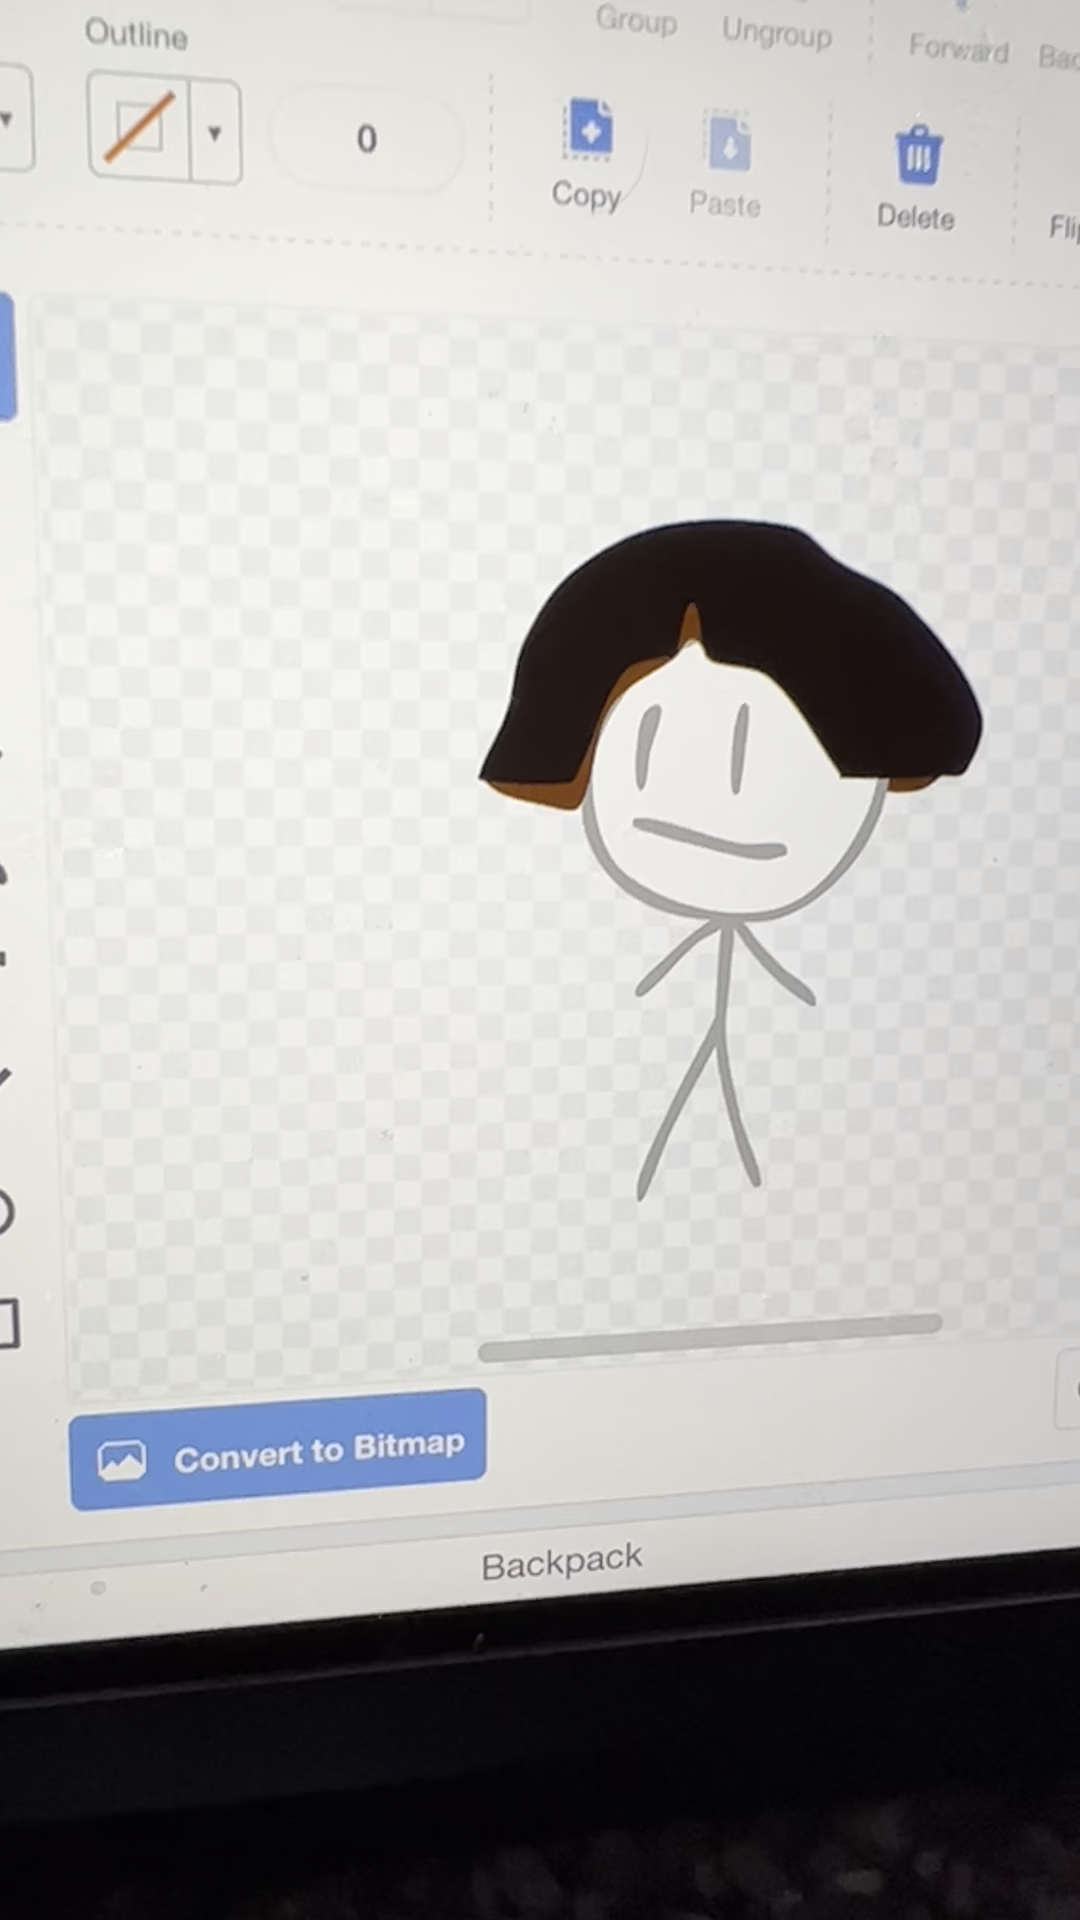 Group Ungroup Forward
Outline
0
Copy Paste Delete
Convert to Bitmap
Backpack